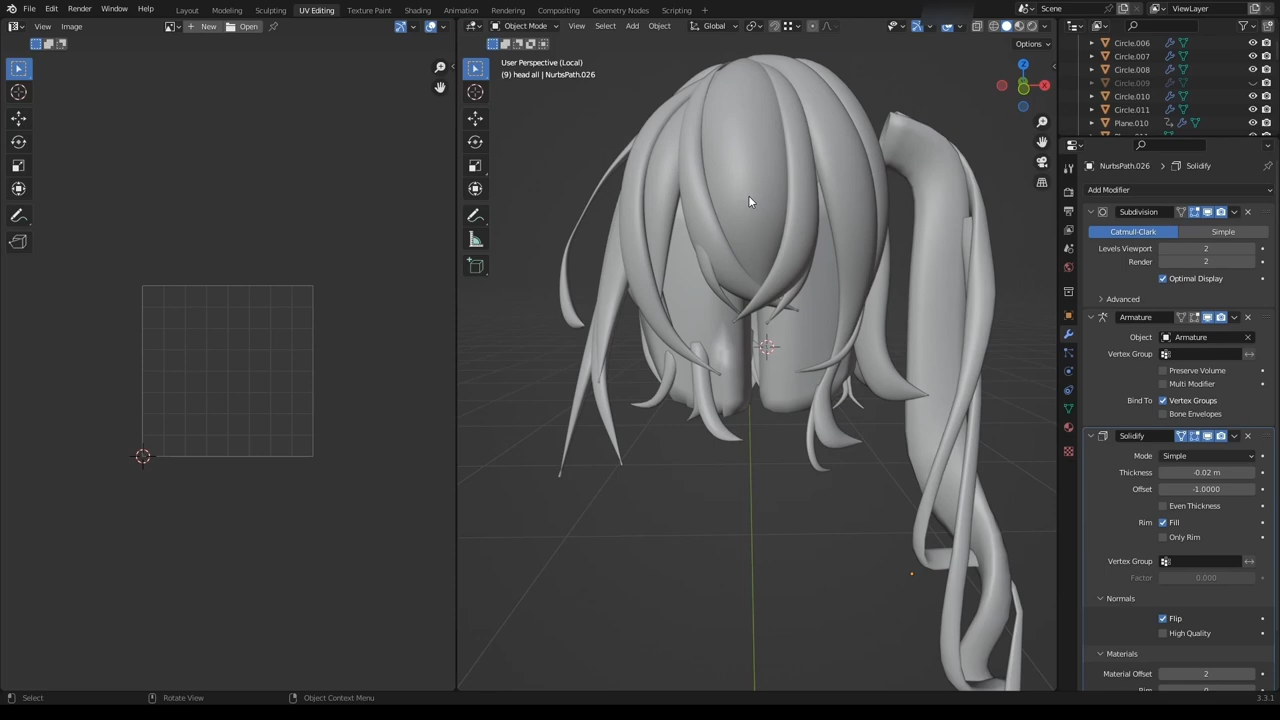 File Edit Render Window Help Layout Modeling Sculpting UV Editing Texture Paint Shading Animation Rendering Compositing Geometry Nodes Scripting + Scene ViewLayer
View Image New Open
Object Mode View Select Add Object Global
Options
User Perspective (Local)
(9) head all | NurbsPath.026
X
Z
Circle.006
Circle.007
Circle.008
Circle.009
Circle.010
Circle.011
Plane.010
NurbsPath.026 Solidify
Add Modifier
Subdivision
Catmull-Clark Simple
Levels Viewport 2
Render 2
Optimal Display
Advanced
Armature
Object Armature
Vertex Group
Preserve Volume
Multi Modifier
Bind To Vertex Groups
Bone Envelopes
Solidify
Mode Simple
Thickness -0.02 m
Offset -1.0000
Even Thickness
Rim Fill
Only Rim
Vertex Group
Factor 0.000
Normals
Flip
High Quality
Materials
Material Offset 2
Select Rotate View Object Context Menu 3.3.1